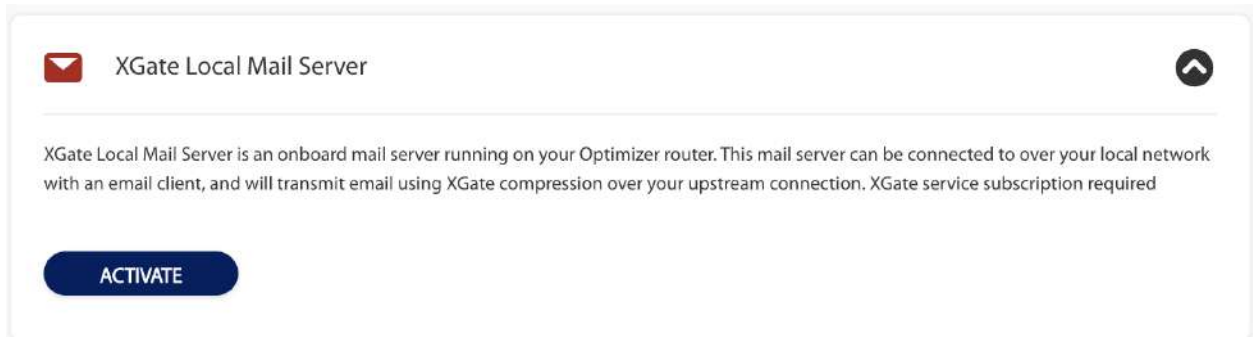 XGate Local Mail Server
XGate Local Mail Server is an onboard mail server running on your Optimizer router. This mail server can be connected to over your local network
with an email client, and will transmit email using XGate compression over your upstream connection. XGate service subscription required
ACTIVATE